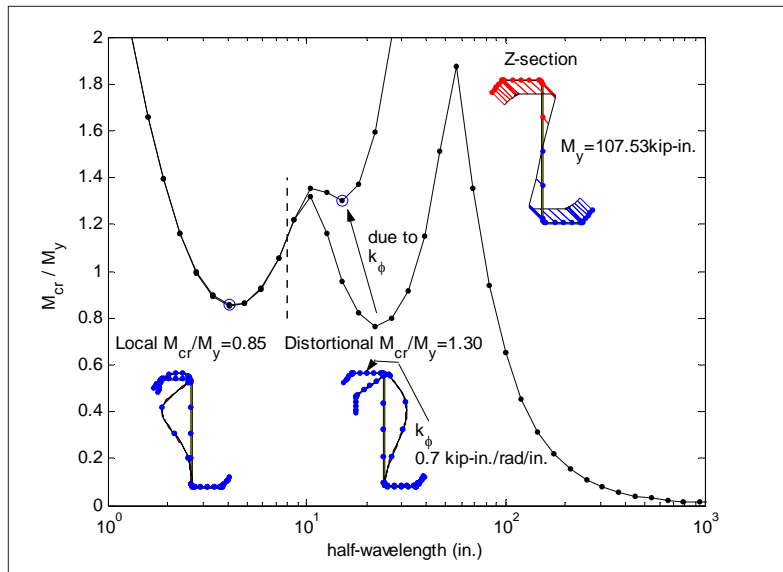 2
1.8
1.6
1.4
1.2
1
0.8
0.6
0.4
0.2
0
M_cr / M_y
Z-section
M_y=107.53kip-in.
due to
k_ϕ
Local M_cr/M_y=0.85
Distortional M_cr/M_y=1.30
k_ϕ
0.7 kip-in./rad/in.
10^0
10^1
10^2
10^3
half-wavelength (in.)